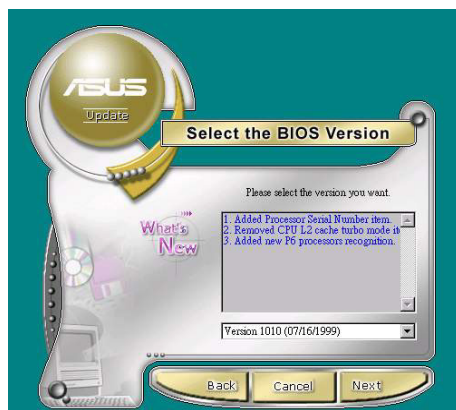 ASUS
Update
Select the BIOS Version
Please select the version you want.
What's
New
1. Added Processor Serial Number item.
2. Removed CPU L2 cache turbo mode it
3. Added new P6 processors recognition.
Version 1010 (07/16/1999)
Back
Cancel
Next